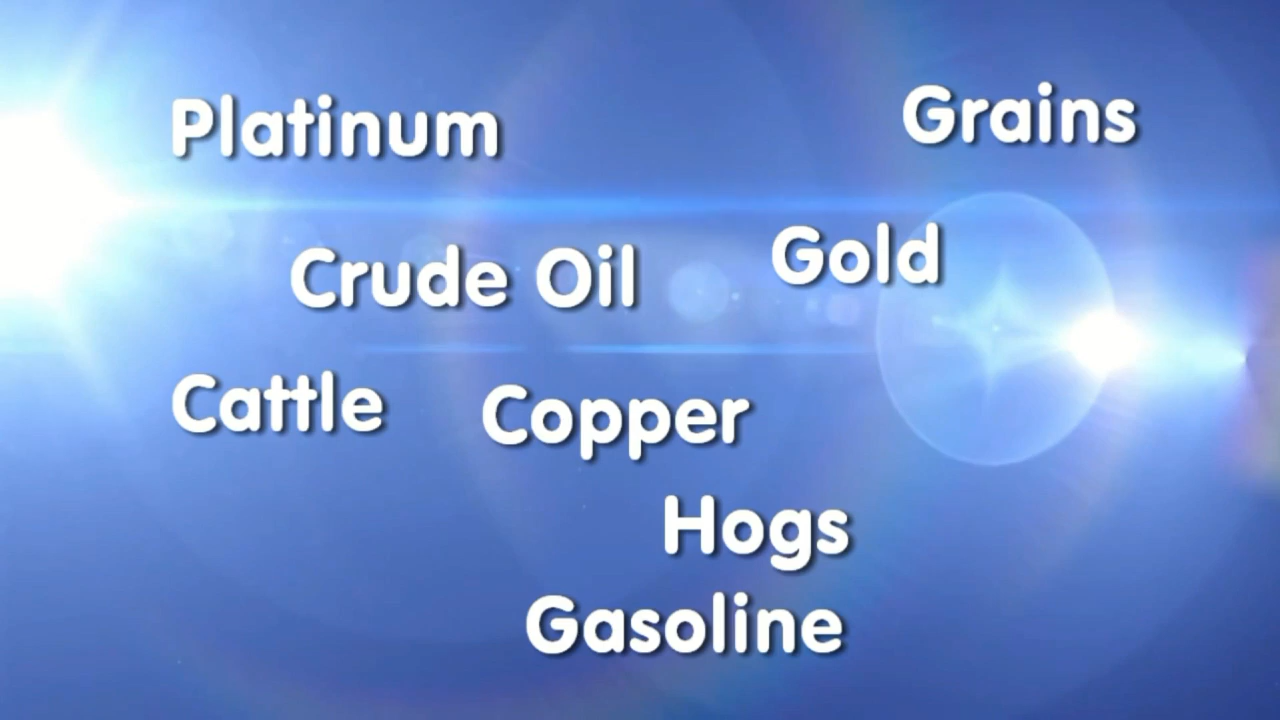 Platinum
Grains
Crude Oil
Gold
Cattle
Copper
Hogs
Gasoline